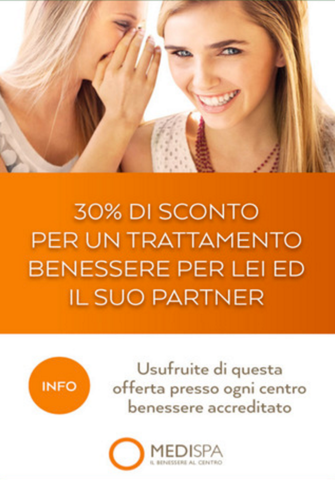 30% DI SCONTO
PER UN TRATTAMENTO
BENESSERE PER LEI ED
IL SUO PARTNER
INFO
Usufruite di questa
offerta presso ogni centro
benessere accreditato
MEDISPA
IL BENESSERE AL CENTRO